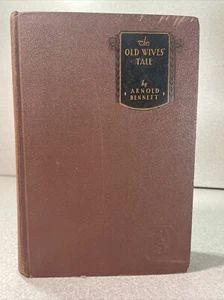 The
OLD WIVES'
TALE
by
ARNOLD
BENNETT